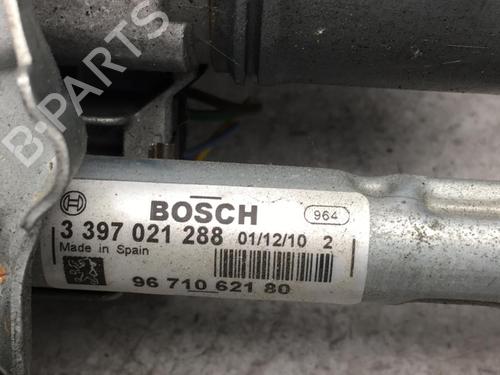 B-PARTS
BOSCH 964
3 397 021 288 01/12/10 2
Made in Spain
96 710 621 80